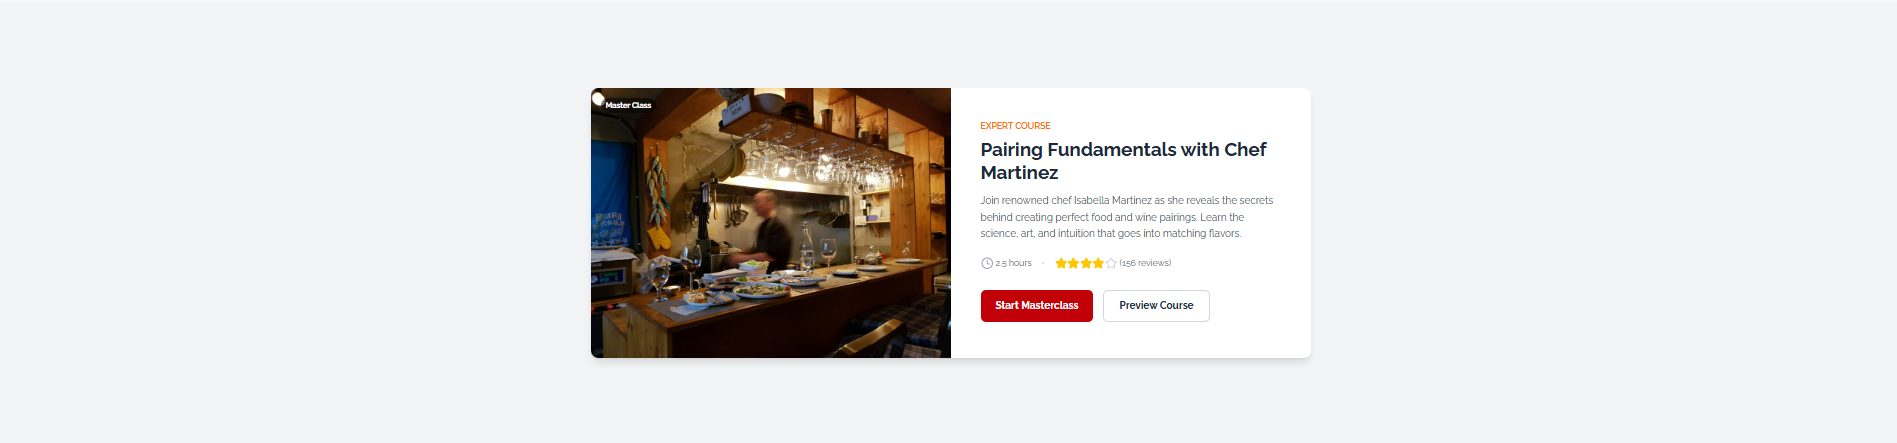 Master Class
EXPERT COURSE
Pairing Fundamentals with Chef
Martinez
Join renowned chef Isabella Martinez as she reveals the secrets
behind creating perfect food and wine pairings. Learn the
science, art, and intuition that goes into matching flavors.
2.5 hours · (156 reviews)
Start Masterclass
Preview Course